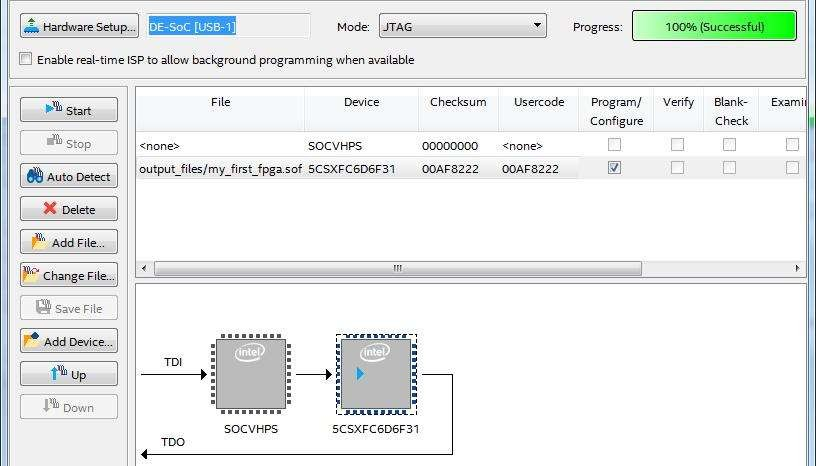 Hardware Setup... DE-SoC [USB-1] Mode: JTAG Progress: 100% (Successful)
Enable real-time ISP to allow background programming when available
Start
Stop
Auto Detect
Delete
Add File...
Change File...
Save File
Add Device...
Up
Down
File Device Checksum Usercode Program/ Verify Blank- Examin
Configure Check
<none> SOCVHPS 00000000 <none>
output_files/my_first_fpga.sof 5CSXFC6D6F31 00AF8222 00AF8222
TDI
intel
intel
SOCVHPS 5CSXFC6D6F31
TDO